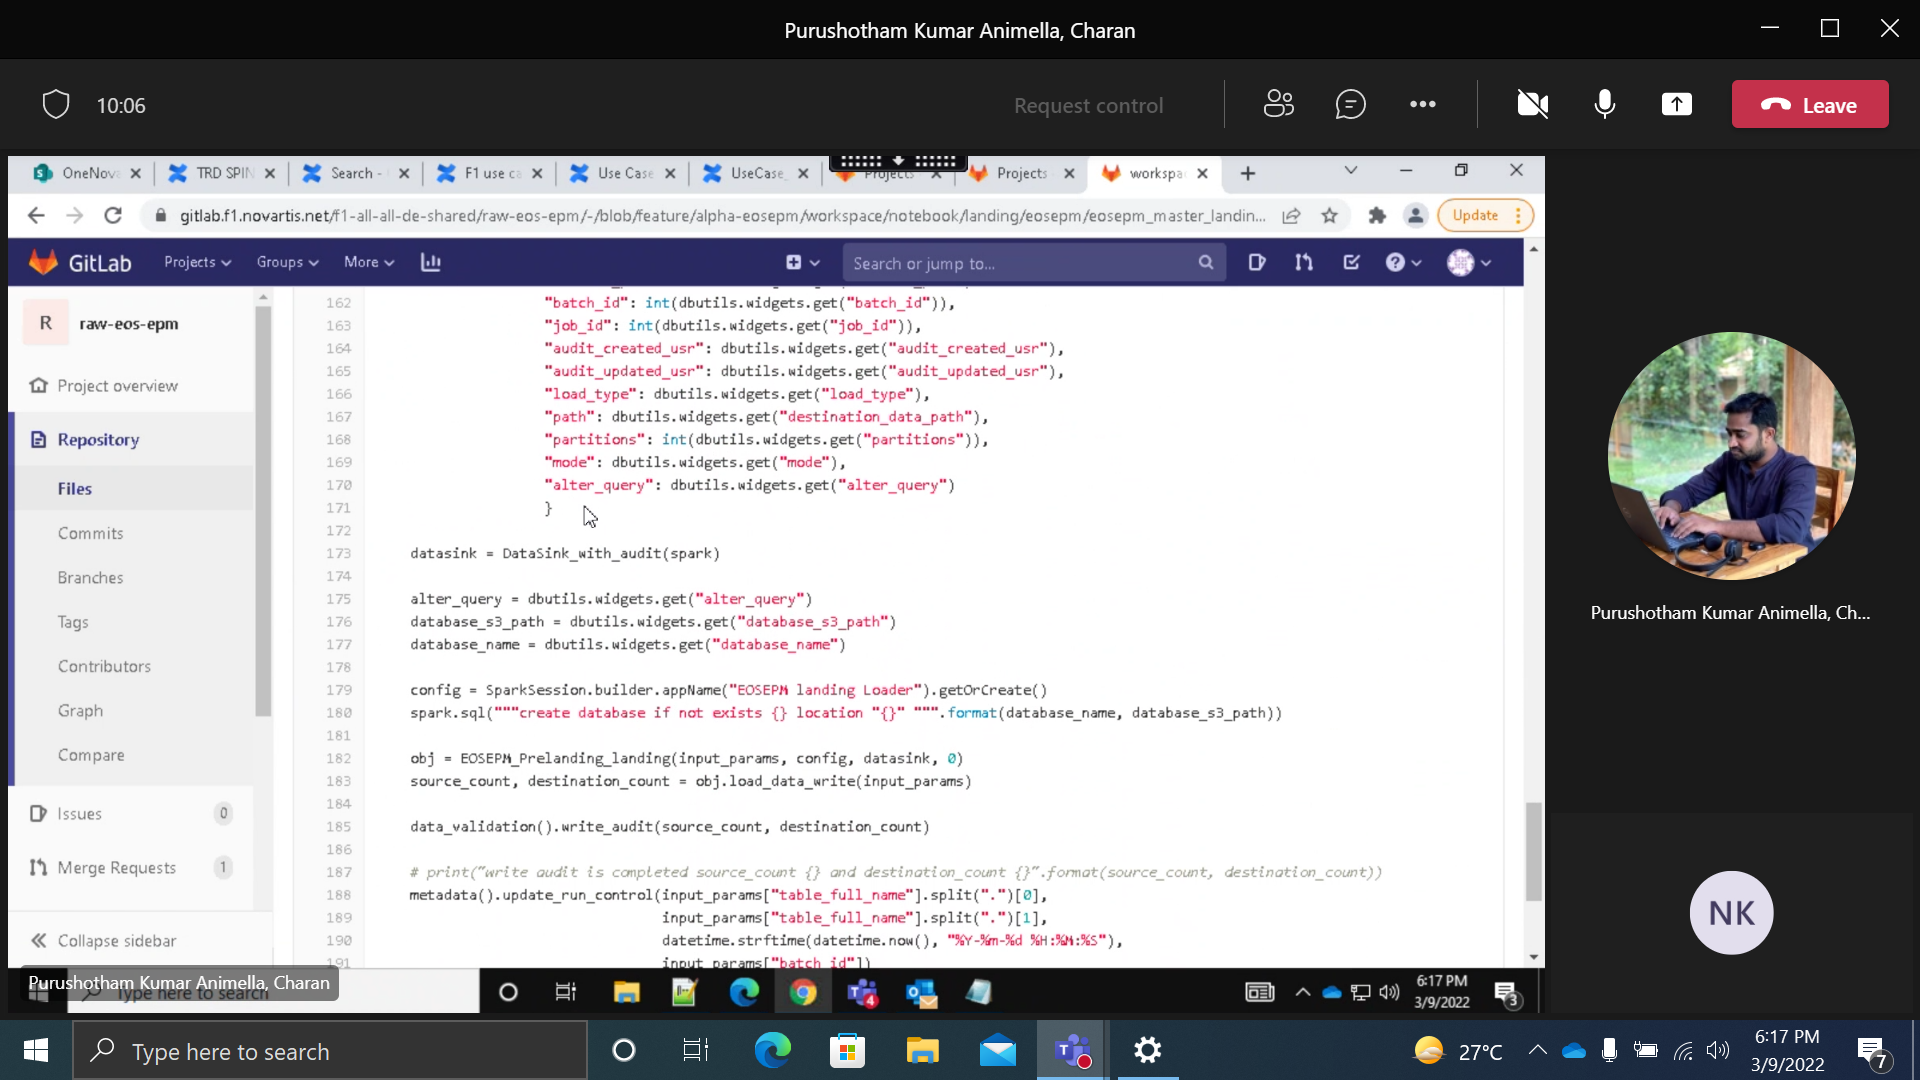 Purushotham Kumar Animella, Charan
10:06
Request control
Leave
OneNova
TRD SPIN
Search -
F1 use ca
Use Case
UseCase_
Projects
Projects
workspa
gitlab.f1.novartis.net/f1-all-all-de-shared/raw-eos-epm/-/blob/feature/alpha-eosepm/workspace/notebook/landing/eosepm/eosepm_master_landin...
Update
GitLab
Projects
Groups
More
Search or jump to...
R
raw-eos-epm
Project overview
Repository
Files
Commits
Branches
Tags
Contributors
Graph
Compare
Issues
0
Merge Requests
1
Collapse sidebar
162 "batch_id": int(dbutils.widgets.get("batch_id")),
163 "job_id": int(dbutils.widgets.get("job_id")),
164 "audit_created_usr": dbutils.widgets.get("audit_created_usr"),
165 "audit_updated_usr": dbutils.widgets.get("audit_updated_usr"),
166 "load_type": dbutils.widgets.get("load_type"),
167 "path": dbutils.widgets.get("destination_data_path"),
168 "partitions": int(dbutils.widgets.get("partitions")),
169 "mode": dbutils.widgets.get("mode"),
170 "alter_query": dbutils.widgets.get("alter_query")
171 }
172
173 datasink = DataSink_with_audit(spark)
174
175 alter_query = dbutils.widgets.get("alter_query")
176 database_s3_path = dbutils.widgets.get("database_s3_path")
177 database_name = dbutils.widgets.get("database_name")
178
179 config = SparkSession.builder.appName("EOSEPM landing Loader").getOrCreate()
180 spark.sql("""create database if not exists {} location "{}" """.format(database_name, database_s3_path))
181
182 obj = EOSEPM_Prelanding_landing(input_params, config, datasink, 0)
183 source_count, destination_count = obj.load_data_write(input_params)
184
185 data_validation().write_audit(source_count, destination_count)
186
187 # print("write audit is completed source_count {} and destination_count {}".format(source_count, destination_count))
188 metadata().update_run_control(input_params["table_full_name"].split(".")[0],
189 input_params["table_full_name"].split(".")[1],
190 datetime.strftime(datetime.now(), "%Y-%m-%d %H:%M:%S"),
191 input_params["batch_id"])
Purushotham Kumar Animella, Ch...
NK
Purushotham Kumar Animella, Charan
Type here to search
4
6:17 PM
3/9/2022
3
Type here to search
27°C
6:17 PM
3/9/2022
7